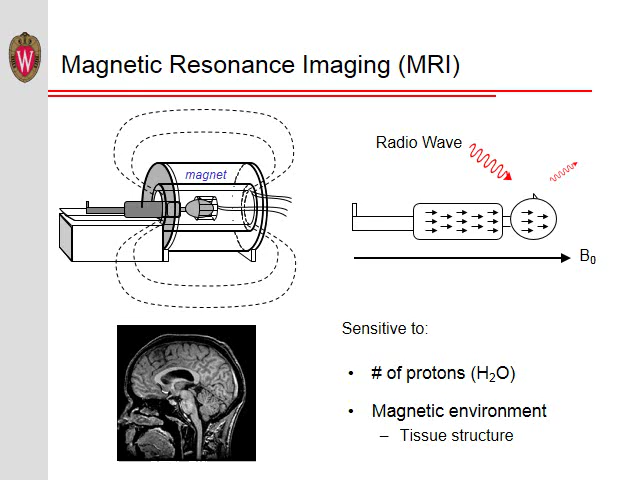 W
Magnetic Resonance Imaging (MRI)
magnet
Radio Wave
B₀
Sensitive to:
• # of protons (H₂O)
• Magnetic environment
– Tissue structure